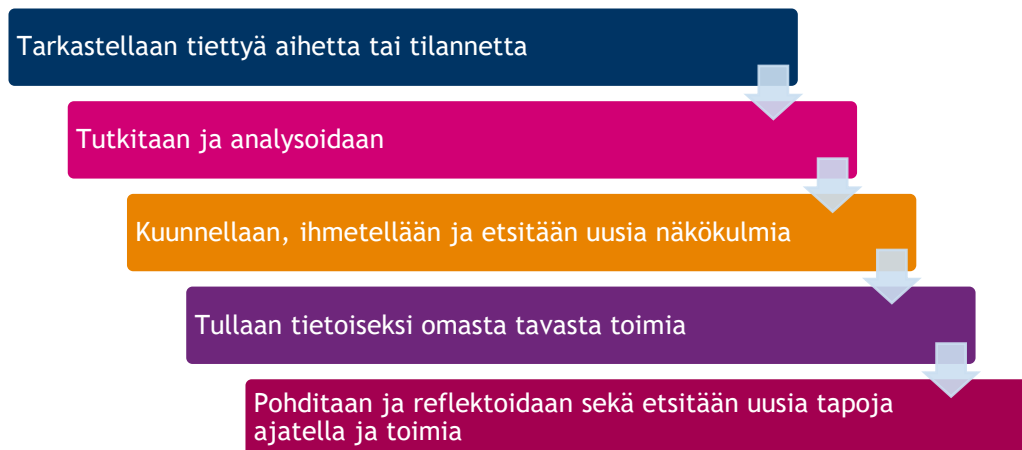 Tarkastellaan tiettyä aihetta tai tilannetta
Tutkitaan ja analysoidaan
Kuunnellaan, ihmetellään ja etsitään uusia näkökulmia
Tullaan tietoiseksi omasta tavasta toimia
Pohditaan ja reflektoidaan sekä etsitään uusia tapoja
ajatella ja toimia